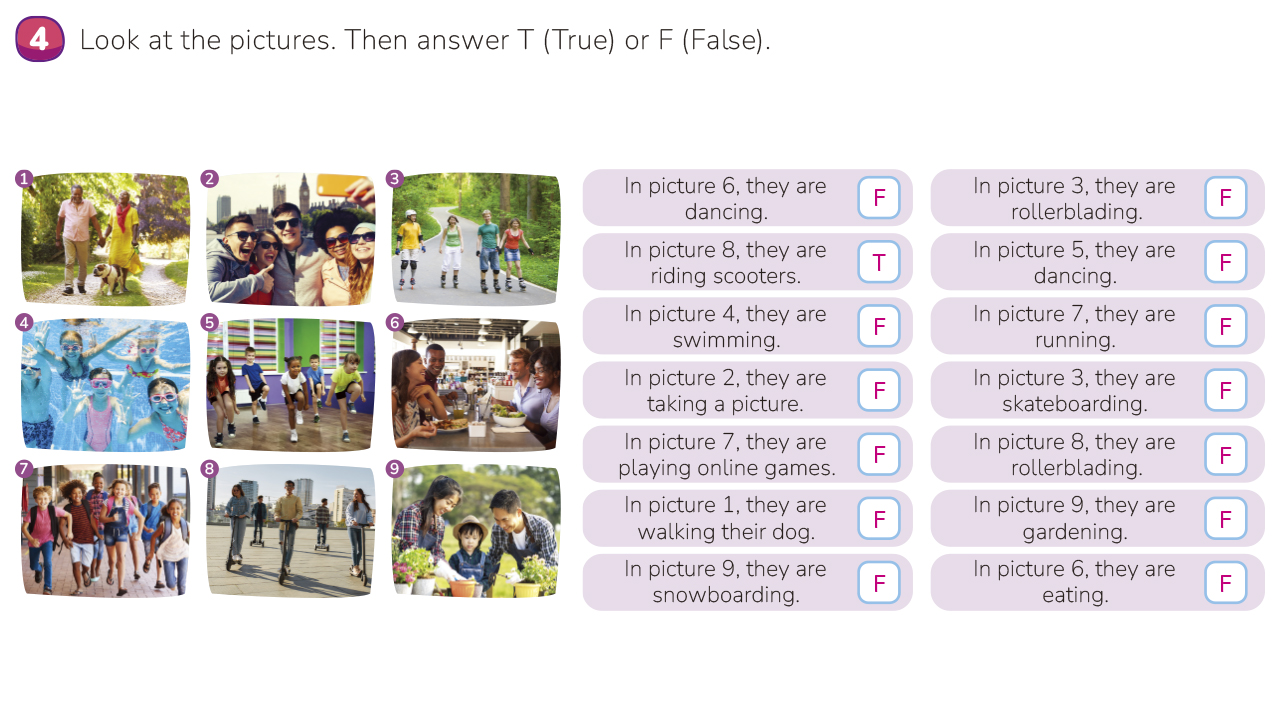 4 Look at the pictures. Then answer T (True) or F (False).
1
2
3
4
5
6
7
8
9
In picture 6, they are
dancing.
F
In picture 8, they are
riding scooters.
T
In picture 4, they are
swimming.
F
In picture 2, they are
taking a picture.
F
In picture 7, they are
playing online games.
F
In picture 1, they are
walking their dog.
F
In picture 9, they are
snowboarding.
F
In picture 3, they are
rollerblading.
F
In picture 5, they are
dancing.
F
In picture 7, they are
running.
F
In picture 3, they are
skateboarding.
F
In picture 8, they are
rollerblading.
F
In picture 9, they are
gardening.
F
In picture 6, they are
eating.
F